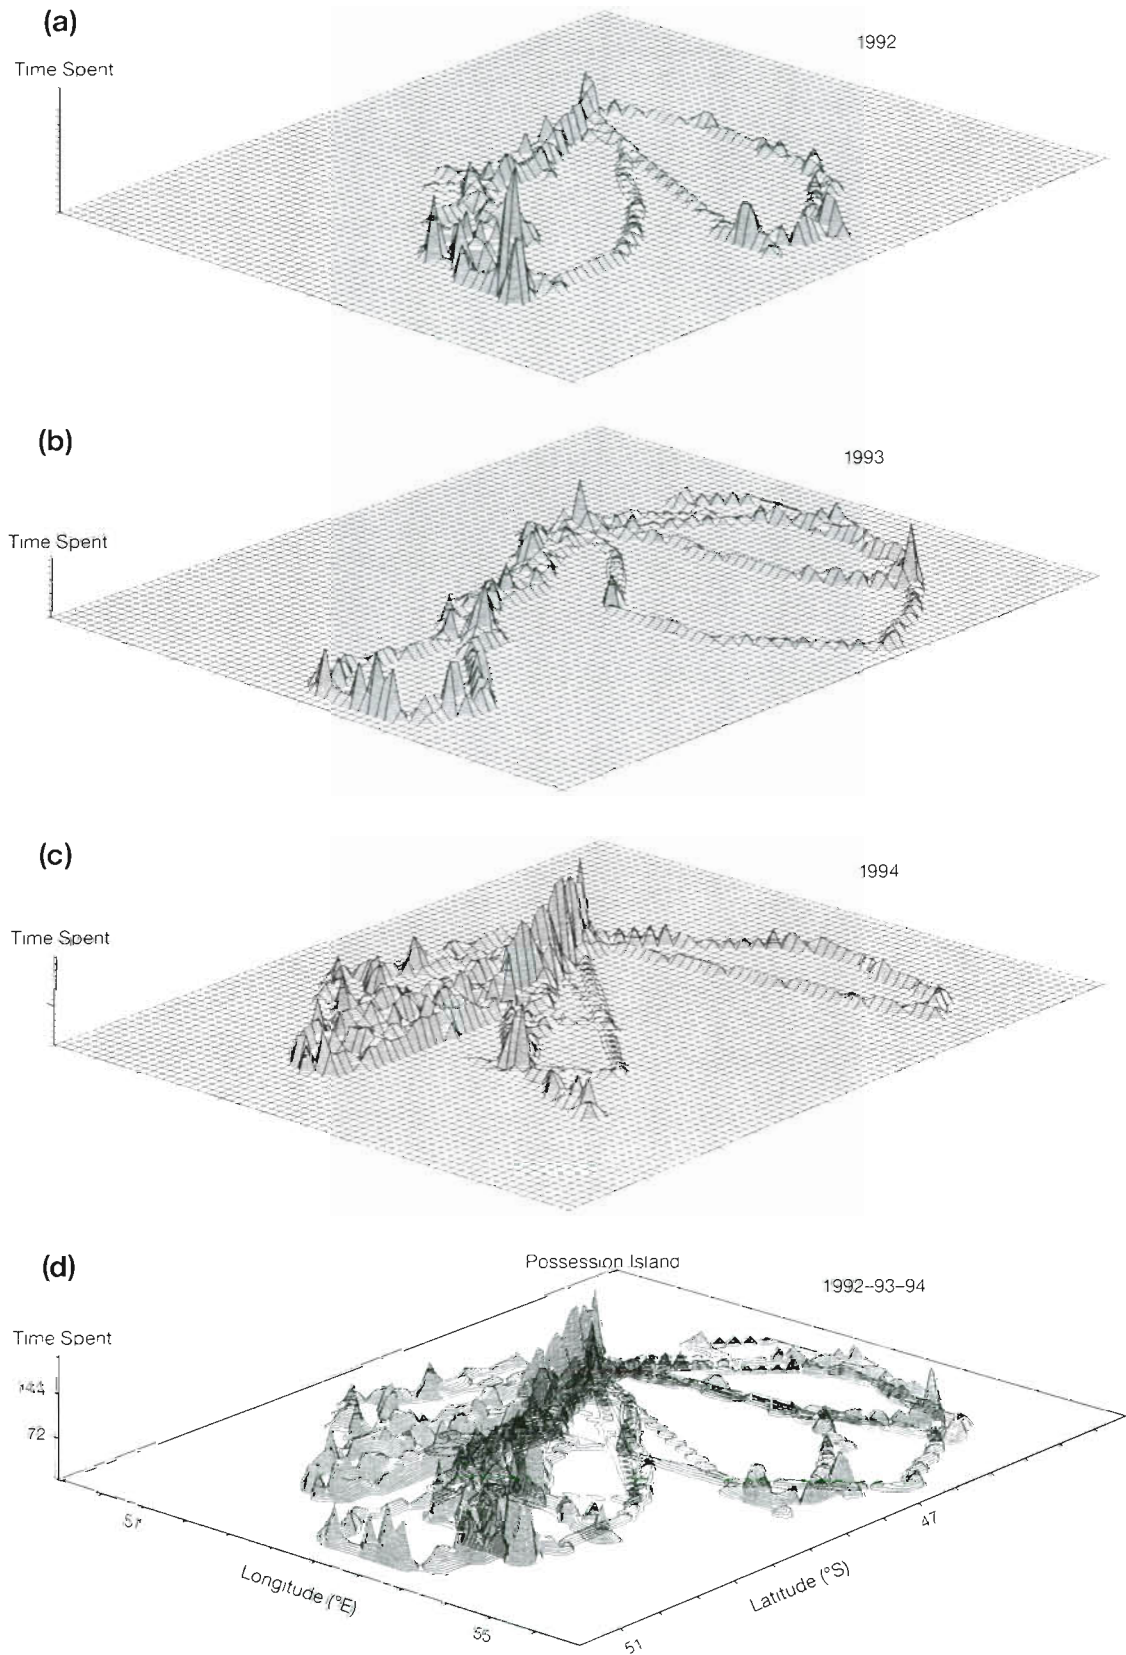 (a)
1992
Time Spent
(b)
1993
Time Spent
(c)
1994
Time Spent
(d)
Possession Island
1992-93-94
Time Spent
144
72
51
47
Longitude (°E)
Latitude (°S)
55
51